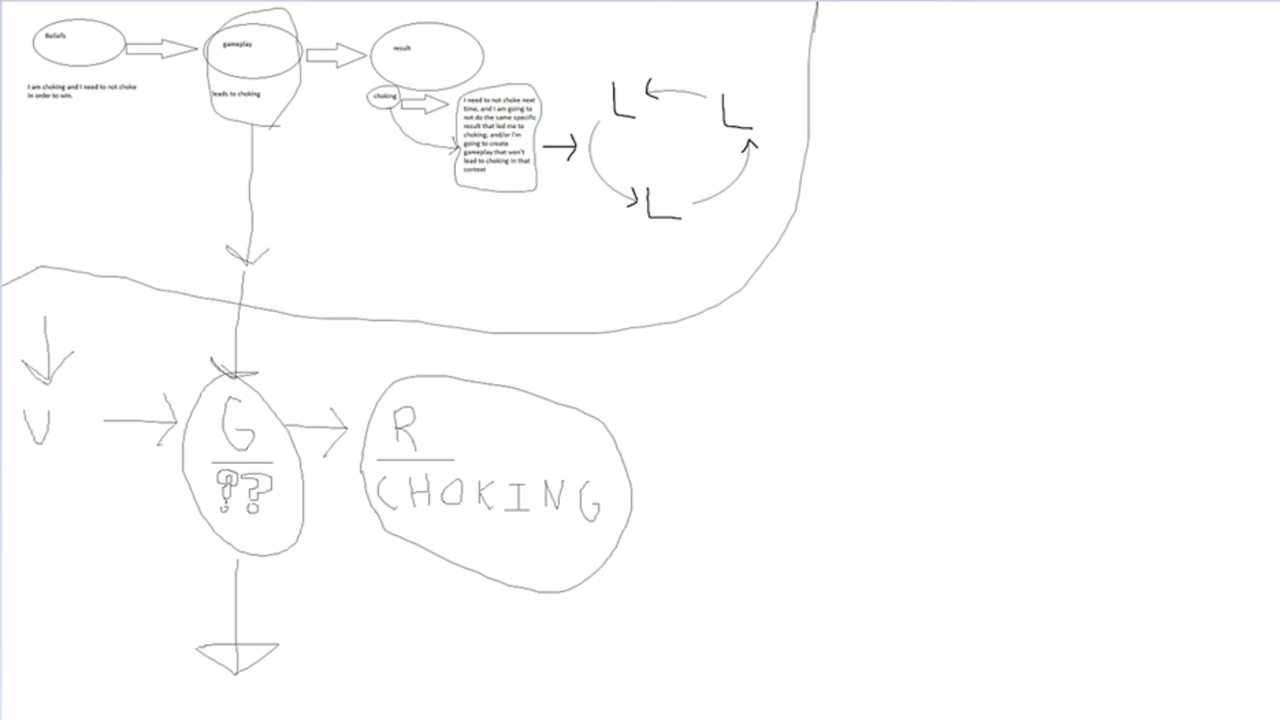 Beliefs
gameplay
result
I am choking and I need to not choke
in order to win.
leads to choking
choking
I need to not choke next
time, and I am going to
not do the same specific
result that led me to
choking, and/or I'm
going to create
gameplay that won't
lead to choking in that
context
L
L
L
U
G
??
R
CHOKING